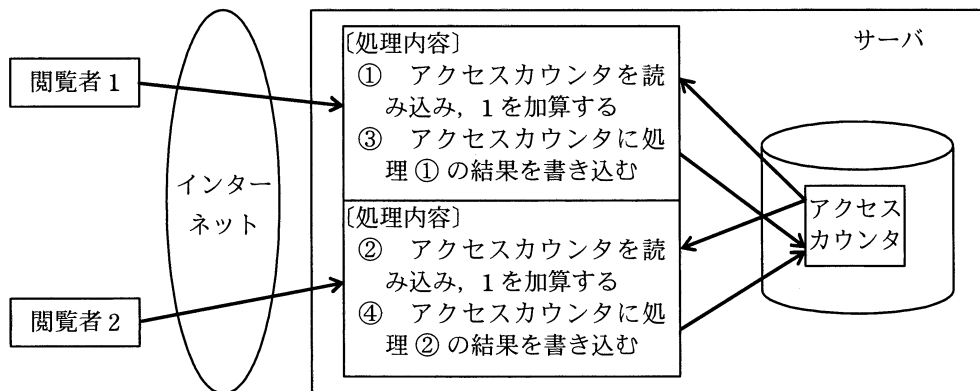 サーバ
閲覧者 1
〔処理内容〕
① アクセスカウンタを読
み込み，1 を加算する
③ アクセスカウンタに処
理 ① の結果を書き込む
インター
ネット
〔処理内容〕
② アクセスカウンタを読
み込み，1 を加算する
④ アクセスカウンタに処
理 ② の結果を書き込む
アクセス
カウンタ
閲覧者 2